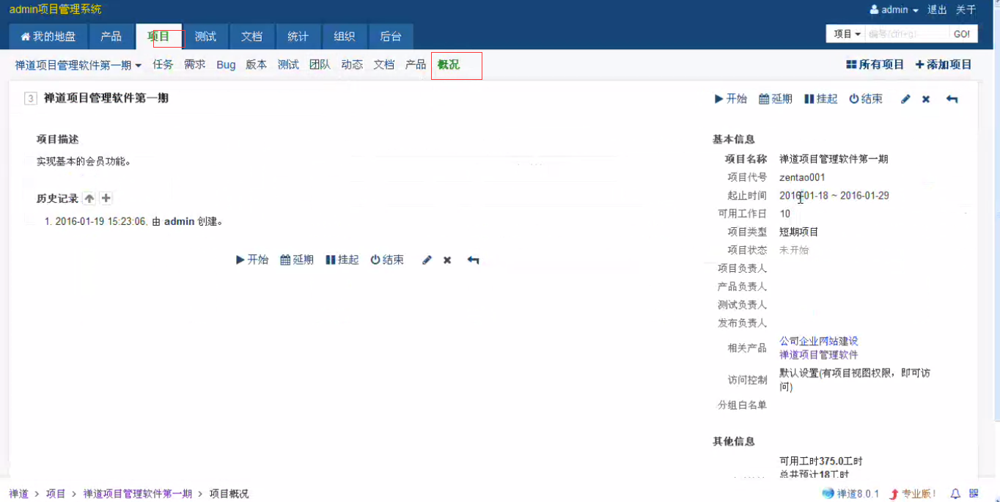 admin项目管理系统
admin 退出 关于
我的地盘 产品 项目 测试 文档 统计 组织 后台
项目 编号(ctrl+g) GO!
禅道项目管理软件第一期 任务 需求 Bug 版本 测试 团队 动态 文档 产品 概况
所有项目 添加项目
3 禅道项目管理软件第一期
开始 延期 挂起 结束
项目描述
实现基本的会员功能。
历史记录
1. 2016-01-19 15:23:06, 由 admin 创建。
开始 延期 挂起 结束
基本信息
项目名称 禅道项目管理软件第一期
项目代号 zentao001
起止时间 2016-01-18 ~ 2016-01-29
可用工作日 10
项目类型 短期项目
项目状态 未开始
项目负责人
产品负责人
测试负责人
发布负责人
相关产品 公司企业网站建设
禅道项目管理软件
访问控制 默认设置(有项目视图权限，即可访
问)
分组白名单
其他信息
可用工时375.0工时
总共预计18工时
禅道 > 项目 > 禅道项目管理软件第一期 > 项目概况
禅道8.0.1 专业版!